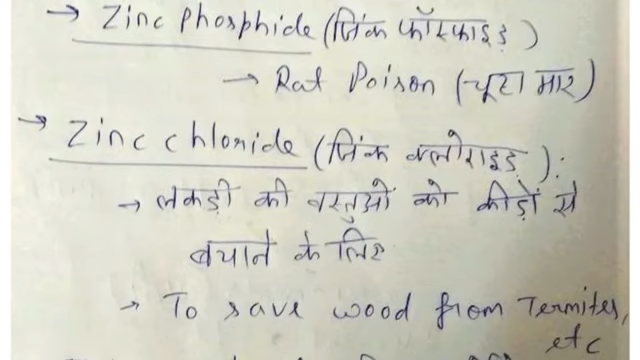 → Zinc Phosphide (जिंक फॉस्फाइड)
→ Rat Poison (चूहा मार)
→ Zinc chloride (जिंक क्लोराइड):
→ लकड़ी की वस्तुओ को कीड़ों से
बचाने के लिए
→ To save wood from Termites,
etc